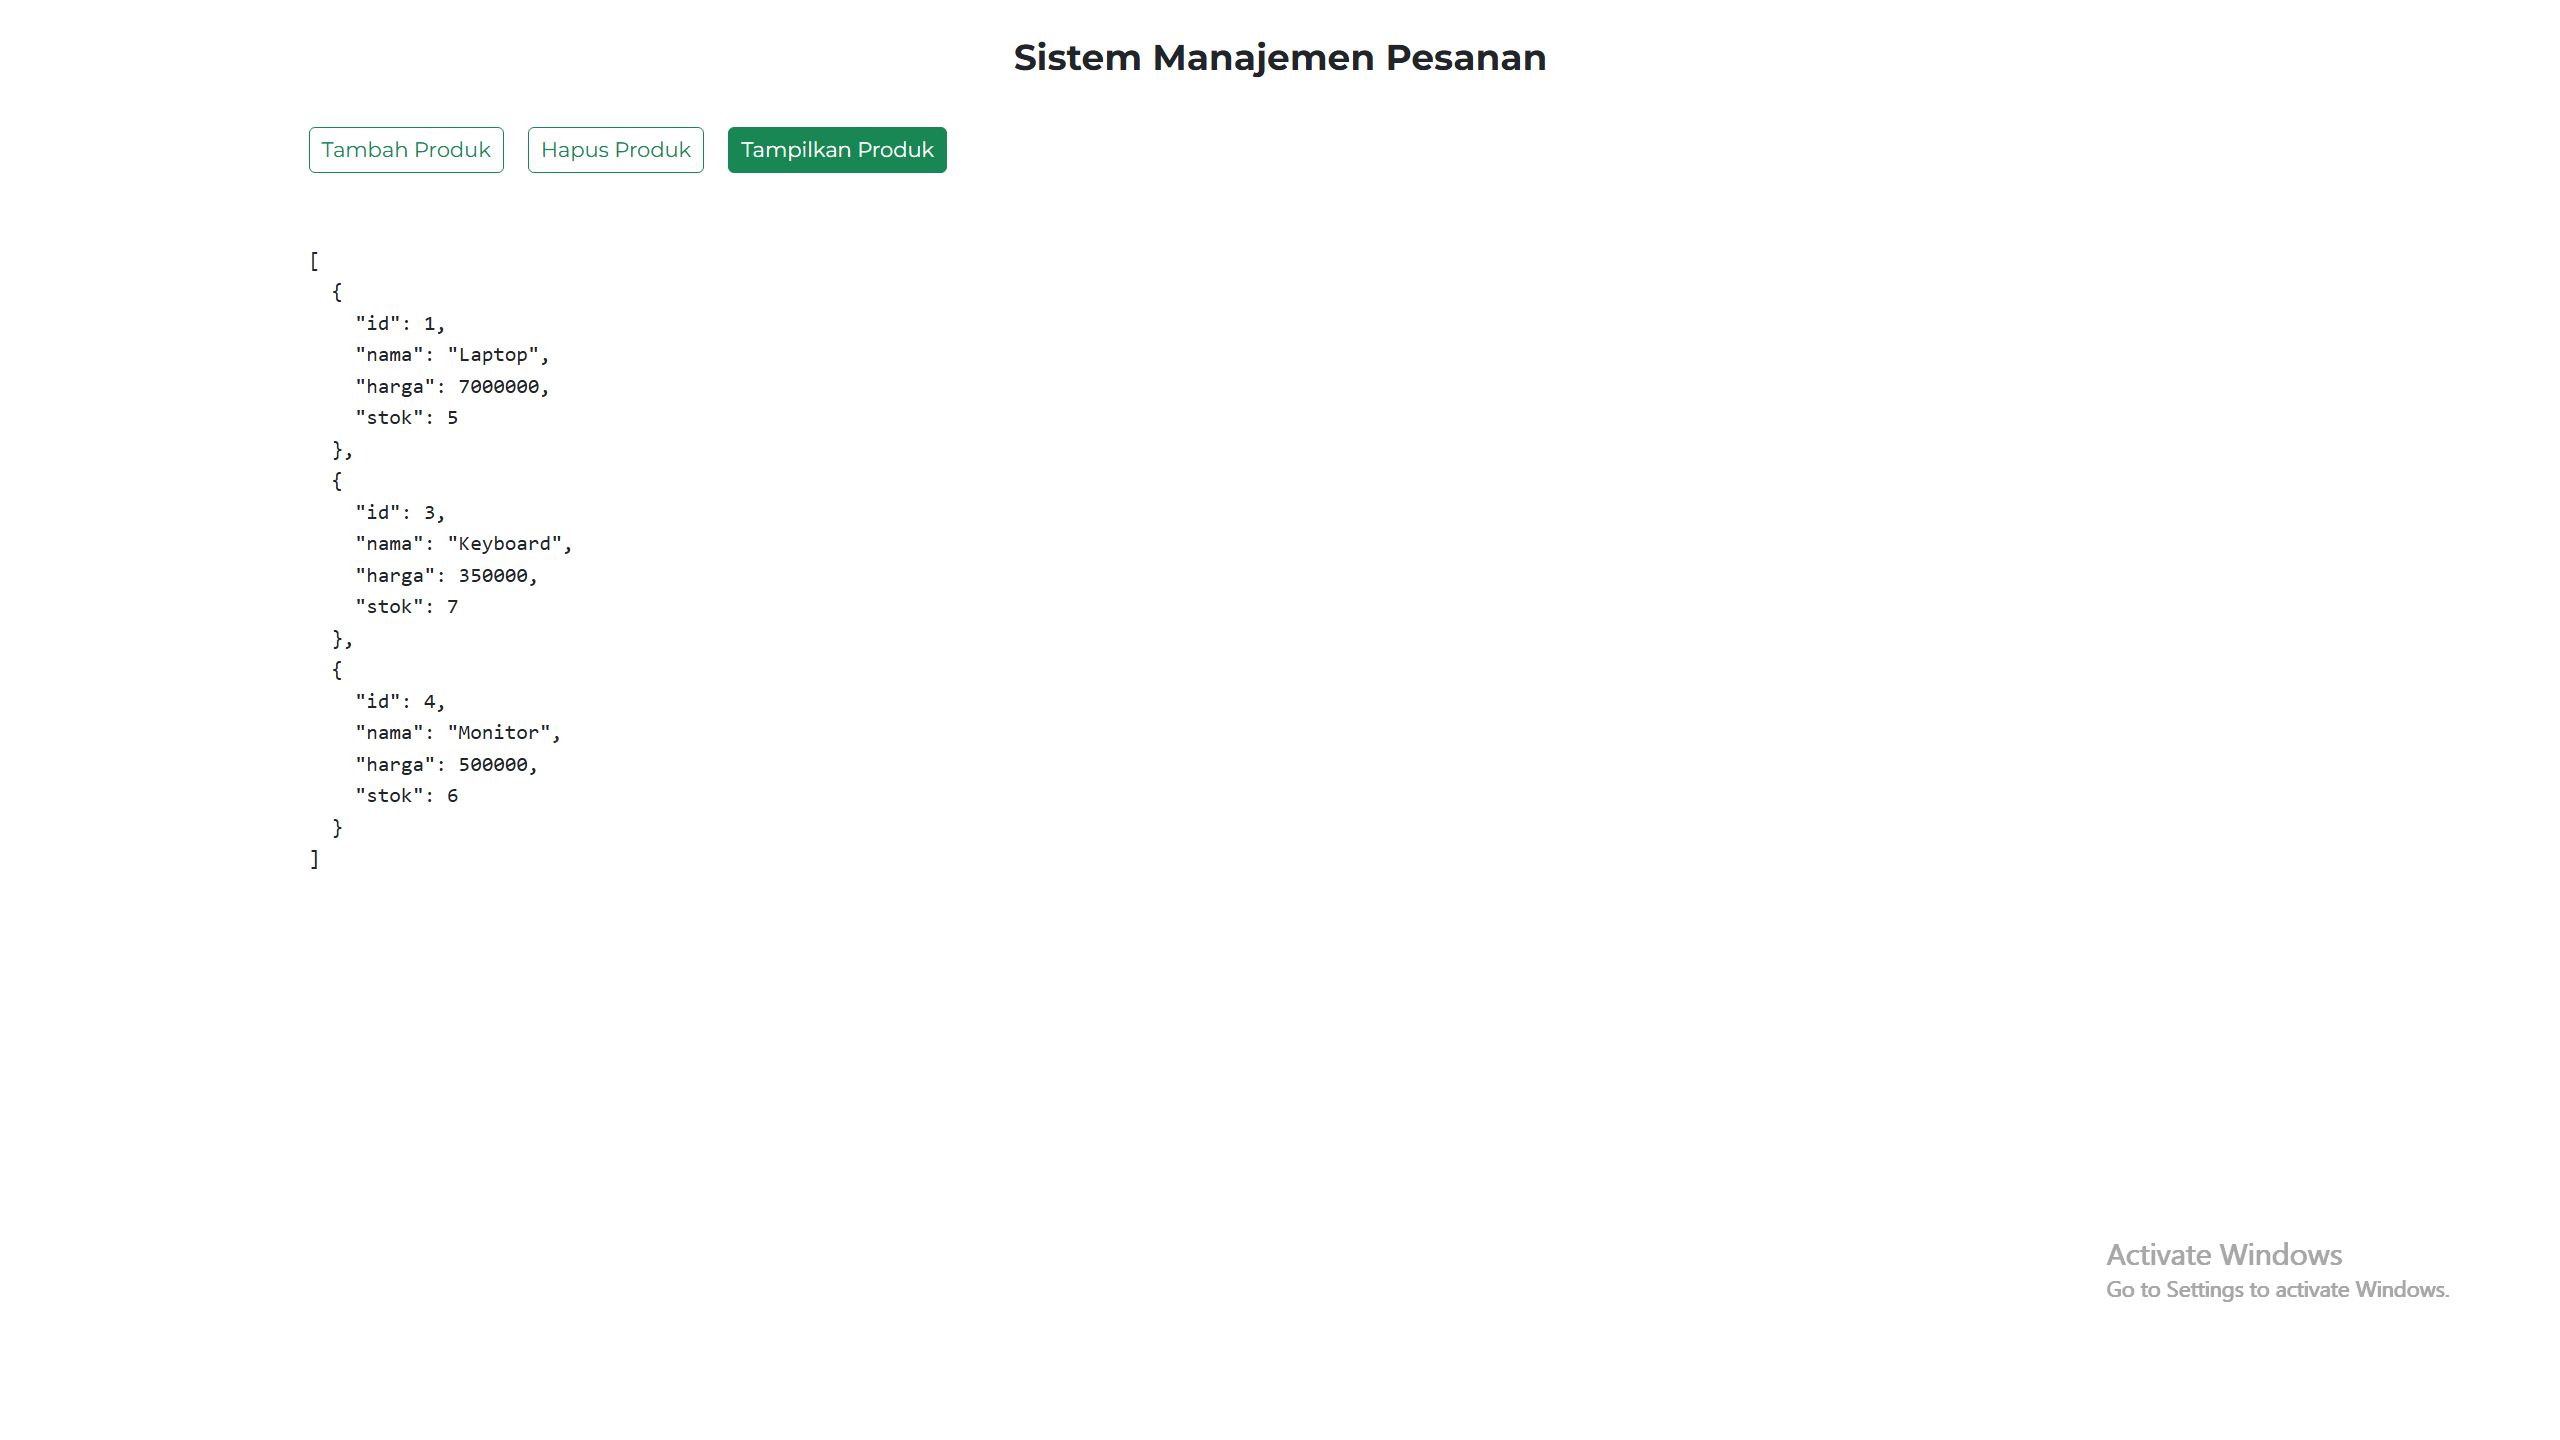 Sistem Manajemen Pesanan
Tambah Produk Hapus Produk Tampilkan Produk
[
  {
    "id": 1,
    "nama": "Laptop",
    "harga": 7000000,
    "stok": 5
  },
  {
    "id": 3,
    "nama": "Keyboard",
    "harga": 350000,
    "stok": 7
  },
  {
    "id": 4,
    "nama": "Monitor",
    "harga": 500000,
    "stok": 6
  }
]
Activate Windows
Go to Settings to activate Windows.